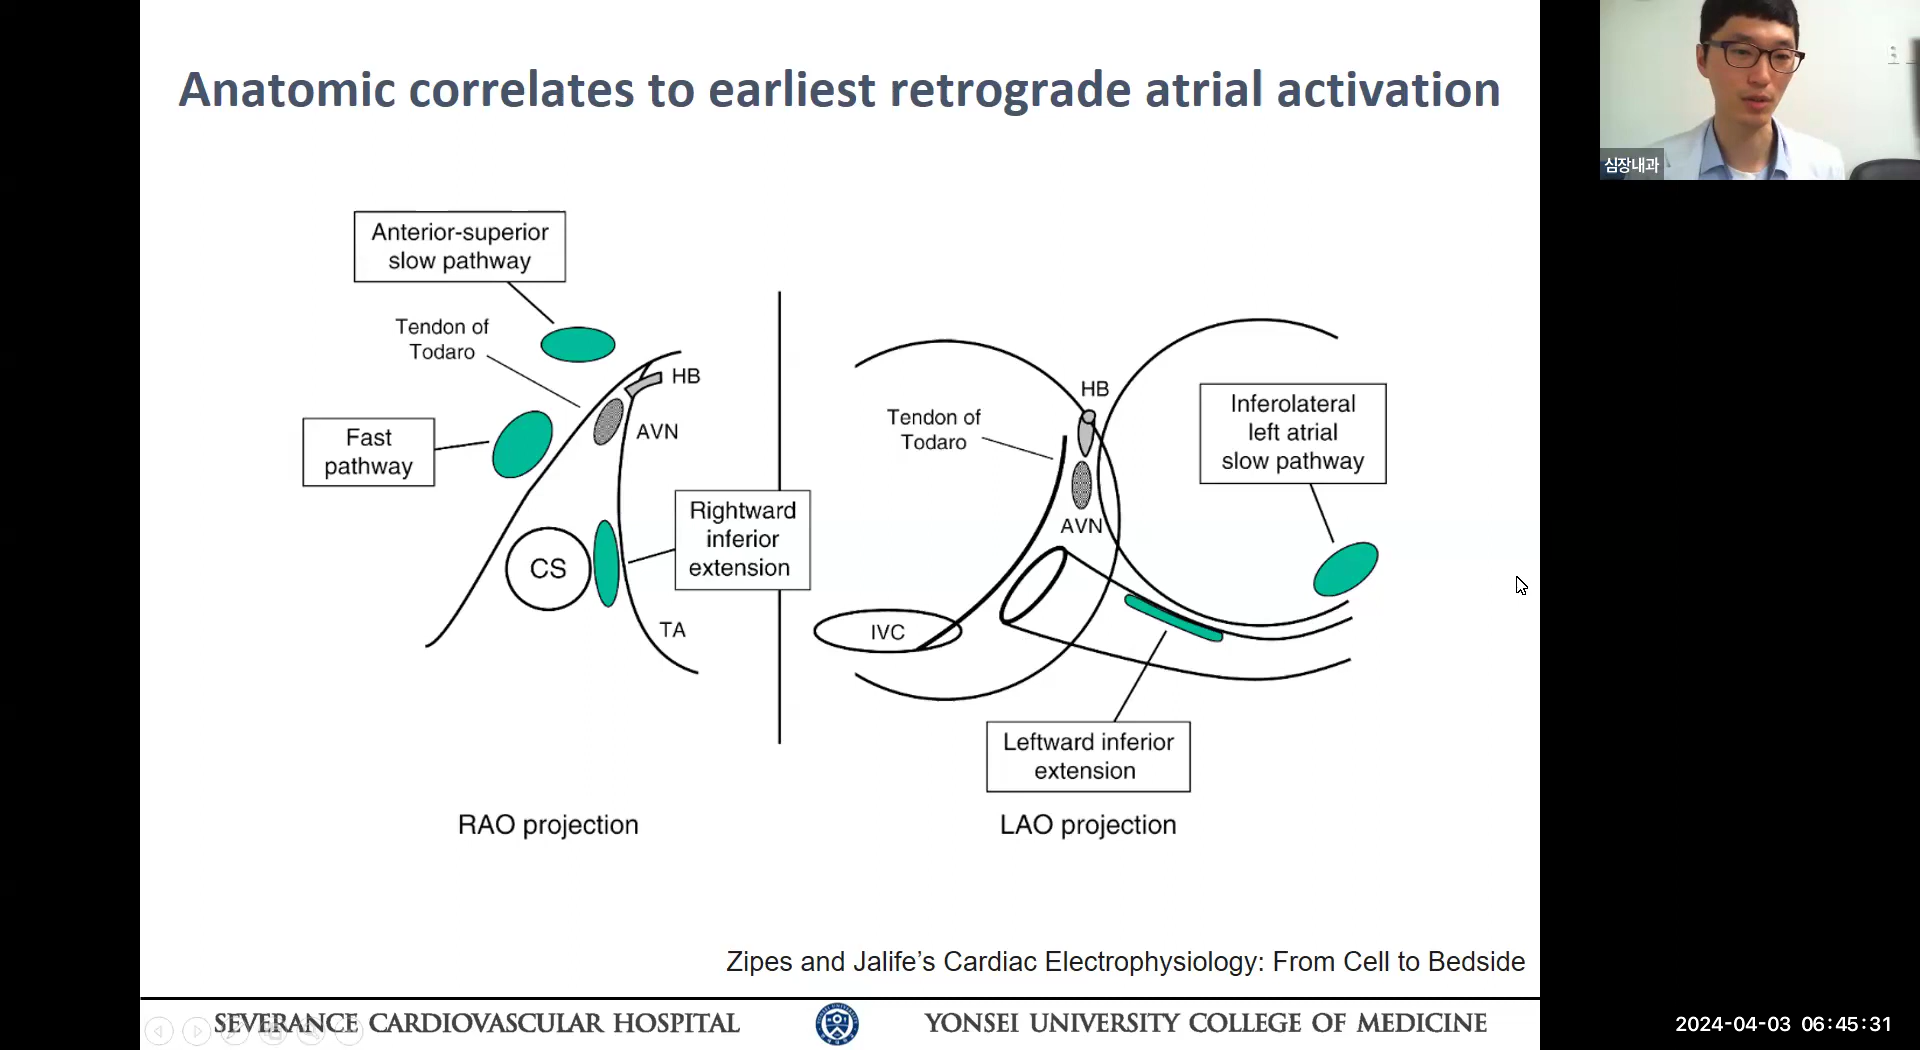 Anatomic correlates to earliest retrograde atrial activation
심장내과
Anterior-superior
slow pathway
Tendon of
Todaro
HB
Fast
pathway
AVN
Rightward
inferior
extension
CS
TA
RAO projection
HB
Tendon of
Todaro
Inferolateral
left atrial
slow pathway
AVN
IVC
Leftward inferior
extension
LAO projection
Zipes and Jalife’s Cardiac Electrophysiology: From Cell to Bedside
SEVERANCE CARDIOVASCULAR HOSPITAL
YONSEI UNIVERSITY COLLEGE OF MEDICINE
2024-04-03 06:45:31